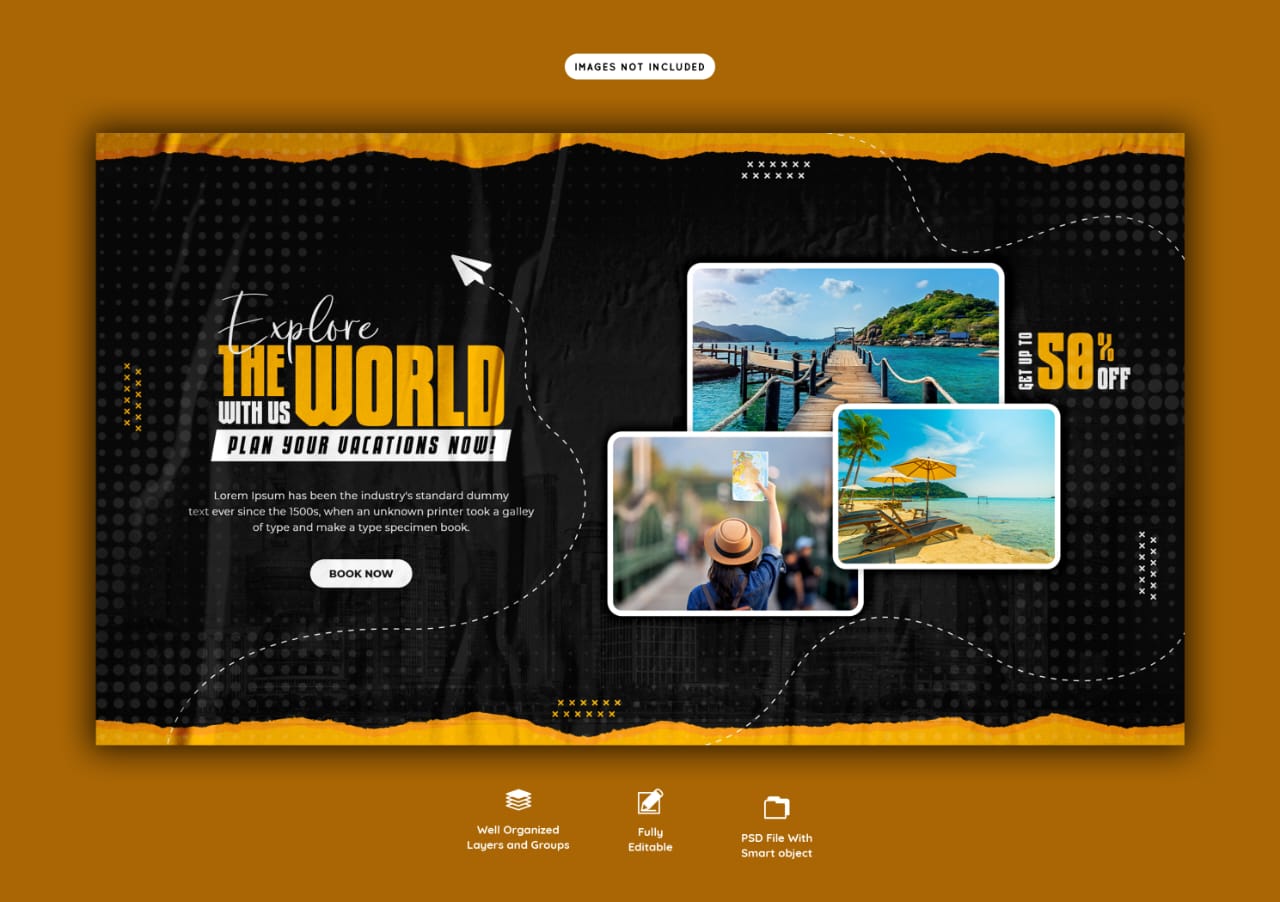 IMAGES NOT INCLUDED
Explore
THE WORLD
WITH US
PLAN YOUR VACATIONS NOW!
Lorem Ipsum has been the industry's standard dummy
text ever since the 1500s, when an unknown printer took a galley
of type and make a type specimen book.
BOOK NOW
GET UP TO
50%
OFF
Well Organized
Layers and Groups
Fully
Editable
PSD File With
Smart object